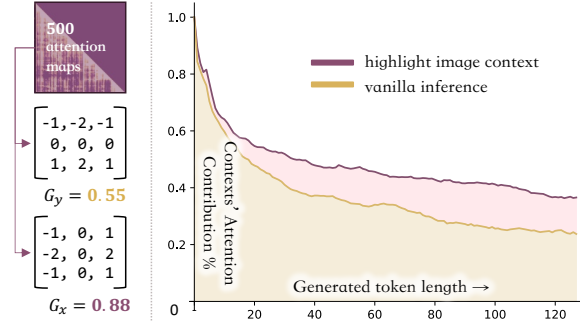 500
attention
maps
-1,-2,-1
0, 0, 0
1, 2, 1
G_y = 0.55
-1, 0, 1
-2, 0, 2
-1, 0, 1
G_x = 0.88
1.0
0.8
0.6
0.4
0.2
0
highlight image context
vanilla inference
Contexts' Attention
Contribution %
Generated token length →
1
20
40
60
80
100
120